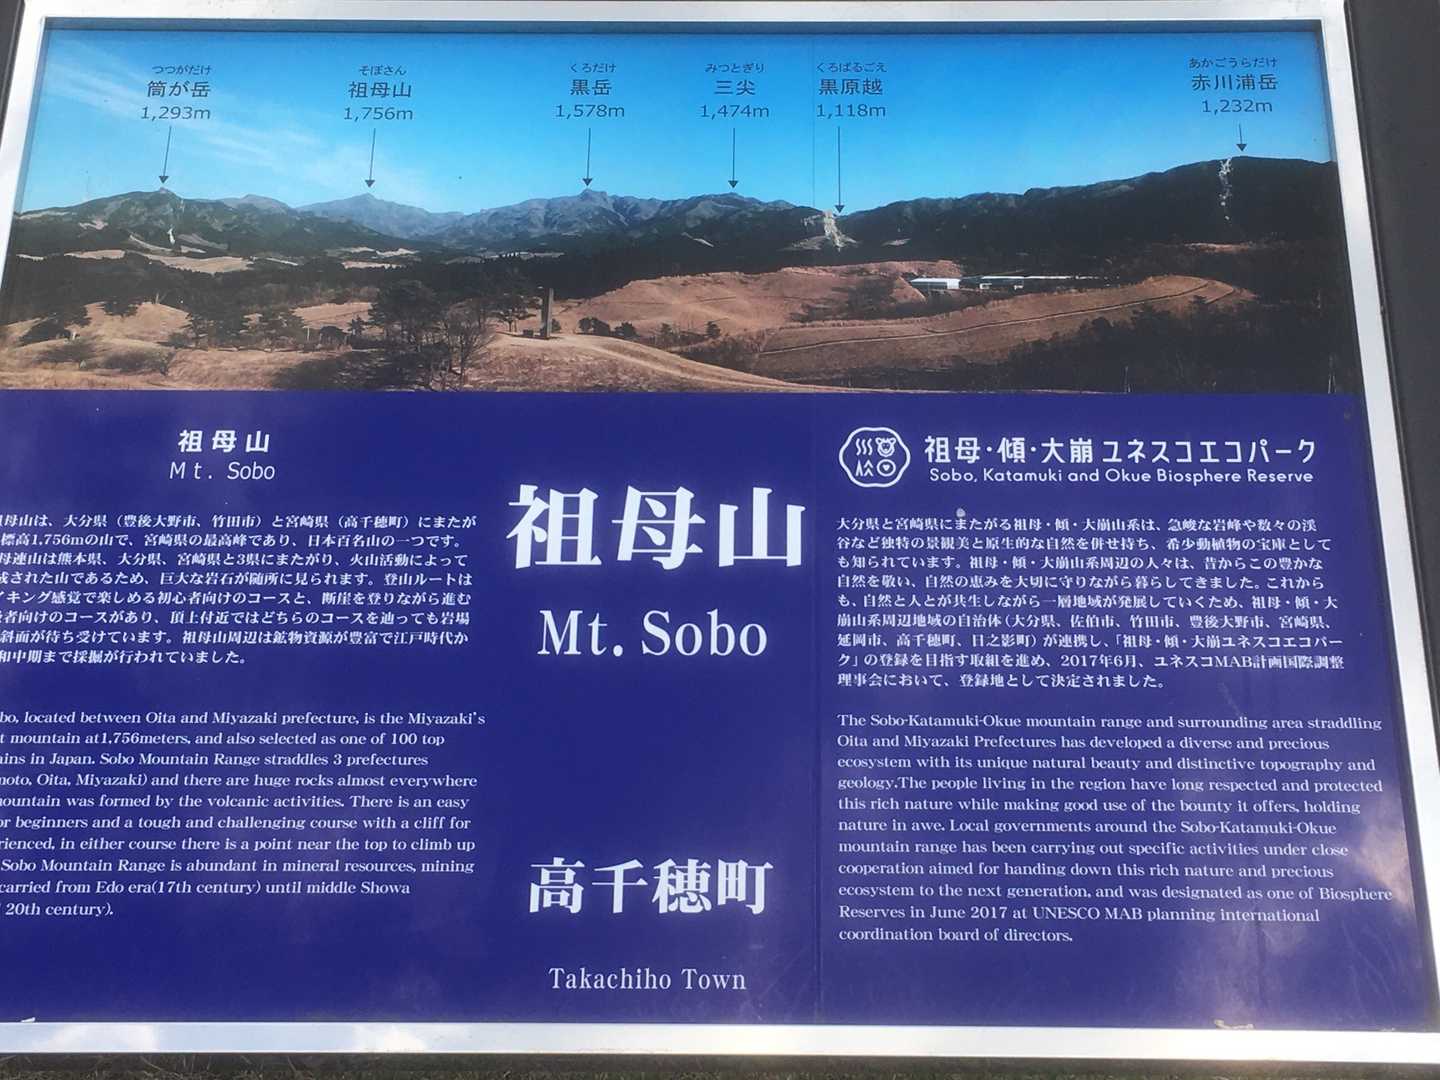 つつがだけ
筒が岳
1,293m
そぼさん
祖母山
1,756m
くろだけ
黒岳
1,578m
みつとぎり
三尖
1,474m
くろばるごえ
黒原越
1,118m
あかごうらだけ
赤川浦岳
1,232m
祖母山
Mt. Sobo
母山は、大分県（豊後大野市、竹田市）と宮崎県（高千穂町）にまたが
標高1,756mの山で、宮崎県の最高峰であり、日本百名山の一つです。
母連山は熊本県、大分県、宮崎県と3県にまたがり、火山活動によって
成された山であるため、巨大な岩石が随所に見られます。登山ルートは
イキング感覚で楽しめる初心者向けのコースと、断崖を登りながら進む
者向けのコースがあり、頂上付近ではどちらのコースを辿っても岩場
斜面が待ち受けています。祖母山周辺は鉱物資源が豊富で江戸時代か
和中期まで採掘が行われていました。
bo, located between Oita and Miyazaki prefecture, is the Miyazaki's
t mountain at1,756meters, and also selected as one of 100 top
ains in Japan. Sobo Mountain Range straddles 3 prefectures
moto, Oita, Miyazaki) and there are huge rocks almost everywhere
mountain was formed by the volcanic activities. There is an easy
or beginners and a tough and challenging course with a cliff for
rienced, in either course there is a point near the top to climb up
Sobo Mountain Range is abundant in mineral resources, mining
carried from Edo era(17th century) until middle Showa
20th century).
祖母山
Mt. Sobo
高千穂町
Takachiho Town
祖母・傾・大崩 ユネスコエコパーク
Sobo, Katamuki and Okue Biosphere Reserve
大分県と宮崎県にまたがる祖母・傾・大崩山系は、急峻な岩峰や数々の渓
谷など独特の景観美と原生的な自然を併せ持ち、希少動植物の宝庫として
も知られています。祖母・傾・大崩山系周辺の人々は、昔からこの豊かな
自然を敬い、自然の恵みを大切に守りながら暮らしてきました。これから
も、自然と人とが共生しながら一層地域が発展していくため、祖母・傾・大
崩山系周辺地域の自治体（大分県、佐伯市、竹田市、豊後大野市、宮崎県、
延岡市、高千穂町、日之影町）が連携し、「祖母・傾・大崩ユネスコエコパー
ク」の登録を目指す取組を進め、2017年6月、ユネスコMAB計画国際調整
理事会において、登録地として決定されました。
The Sobo-Katamuki-Okue mountain range and surrounding area straddling
Oita and Miyazaki Prefectures has developed a diverse and precious
ecosystem with its unique natural beauty and distinctive topography and
geology.The people living in the region have long respected and protected
this rich nature while making good use of the bounty it offers, holding
nature in awe. Local governments around the Sobo-Katamuki-Okue
mountain range has been carrying out specific activities under close
cooperation aimed for handing down this rich nature and precious
ecosystem to the next generation, and was designated as one of Biosphere
Reserves in June 2017 at UNESCO MAB planning international
coordination board of directors.